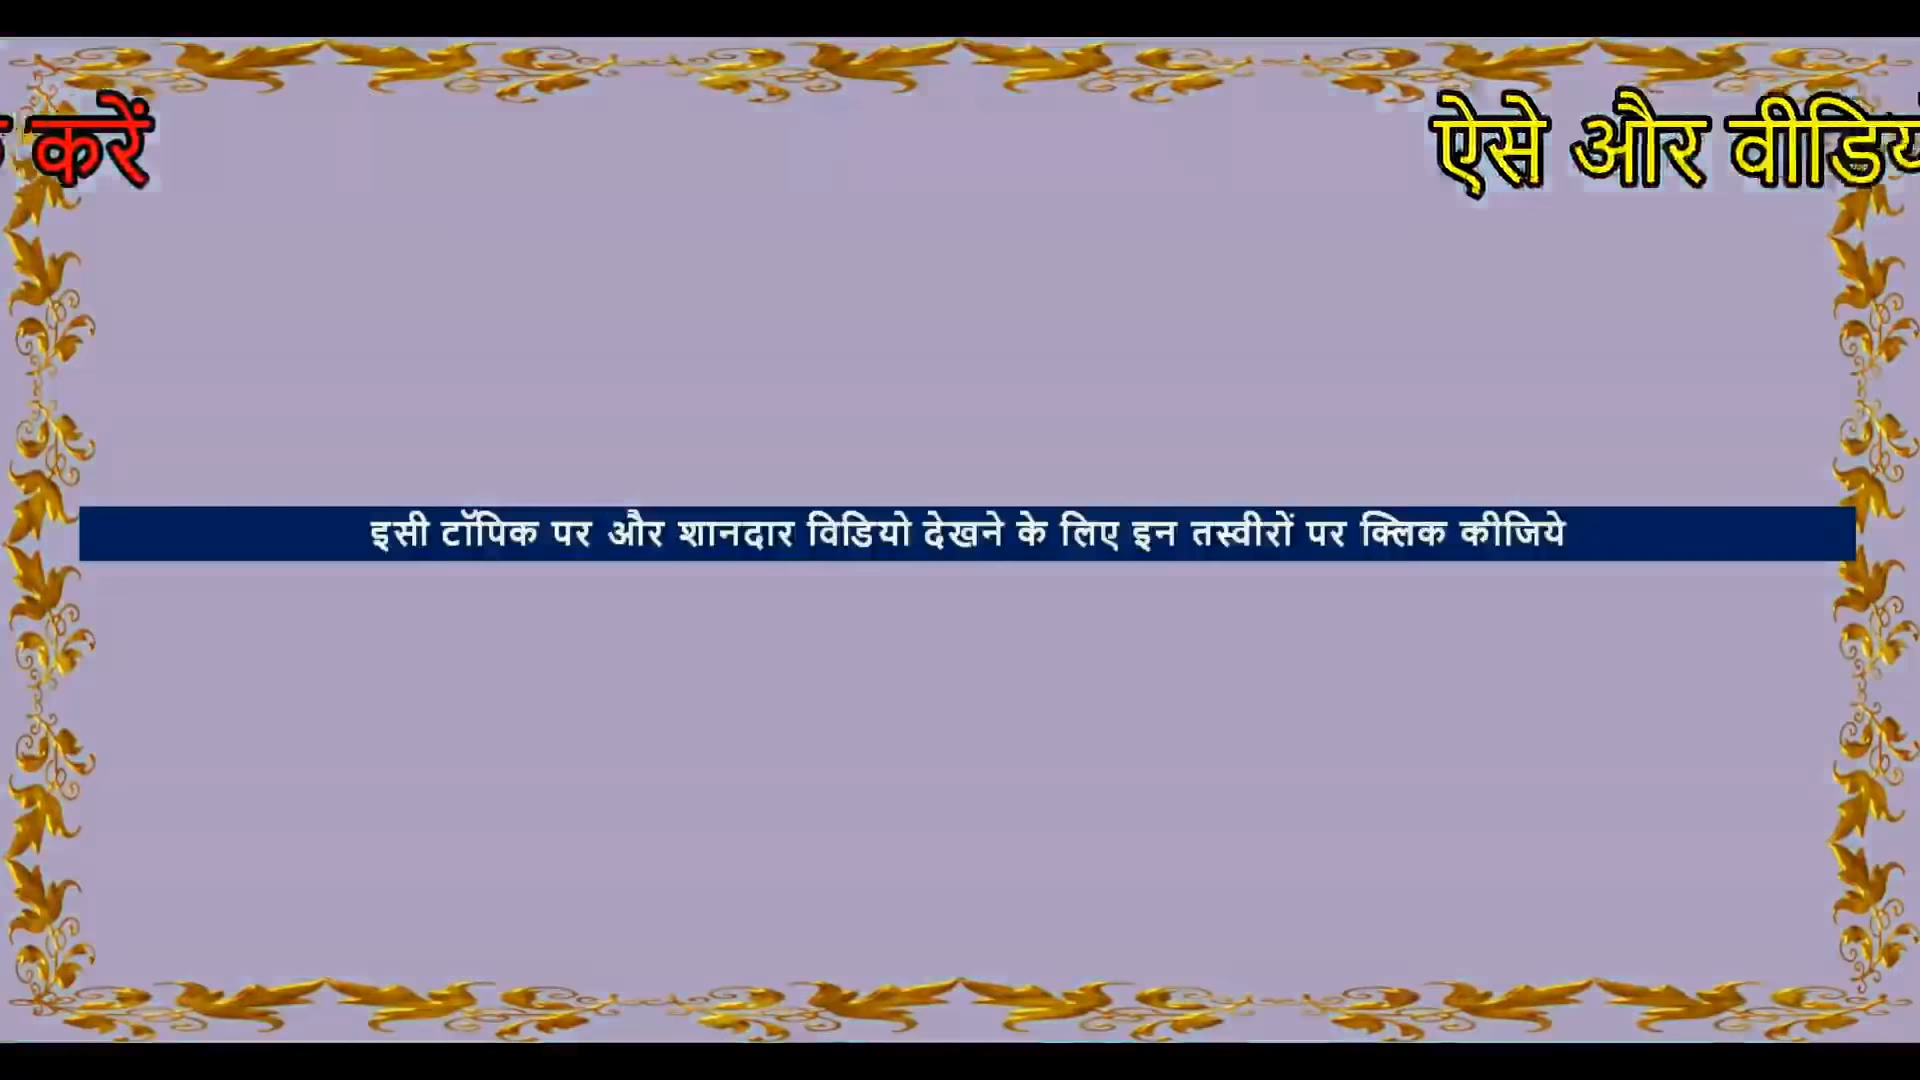 करें
ऐसे और
इसी टॉपिक पर और शानदार विडियो देखने के लिए इन तस्वीरों पर क्लिक कीजिये